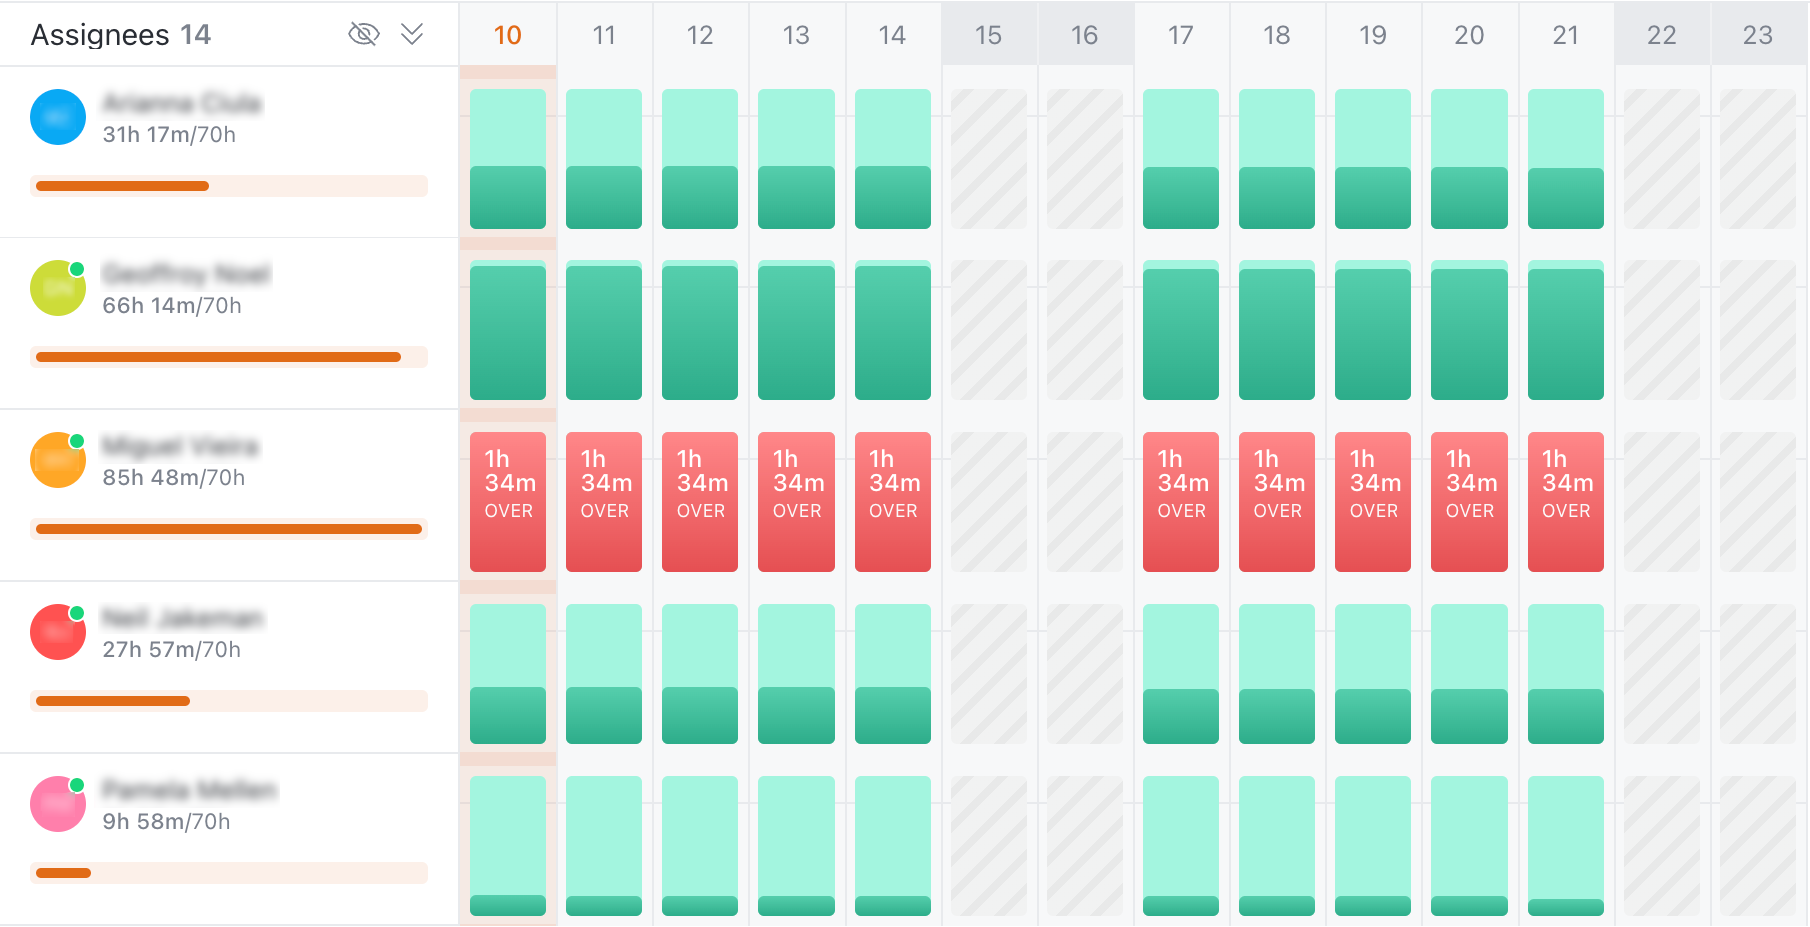 Assignees 14
10 11 12 13 14 15 16 17 18 19 20 21 22 23
31h 17m/70h
66h 14m/70h
85h 48m/70h
1h 1h 1h 1h 1h 1h 1h 1h 1h 1h
34m 34m 34m 34m 34m 34m 34m 34m 34m 34m
OVER OVER OVER OVER OVER OVER OVER OVER OVER OVER
27h 57m/70h
9h 58m/70h